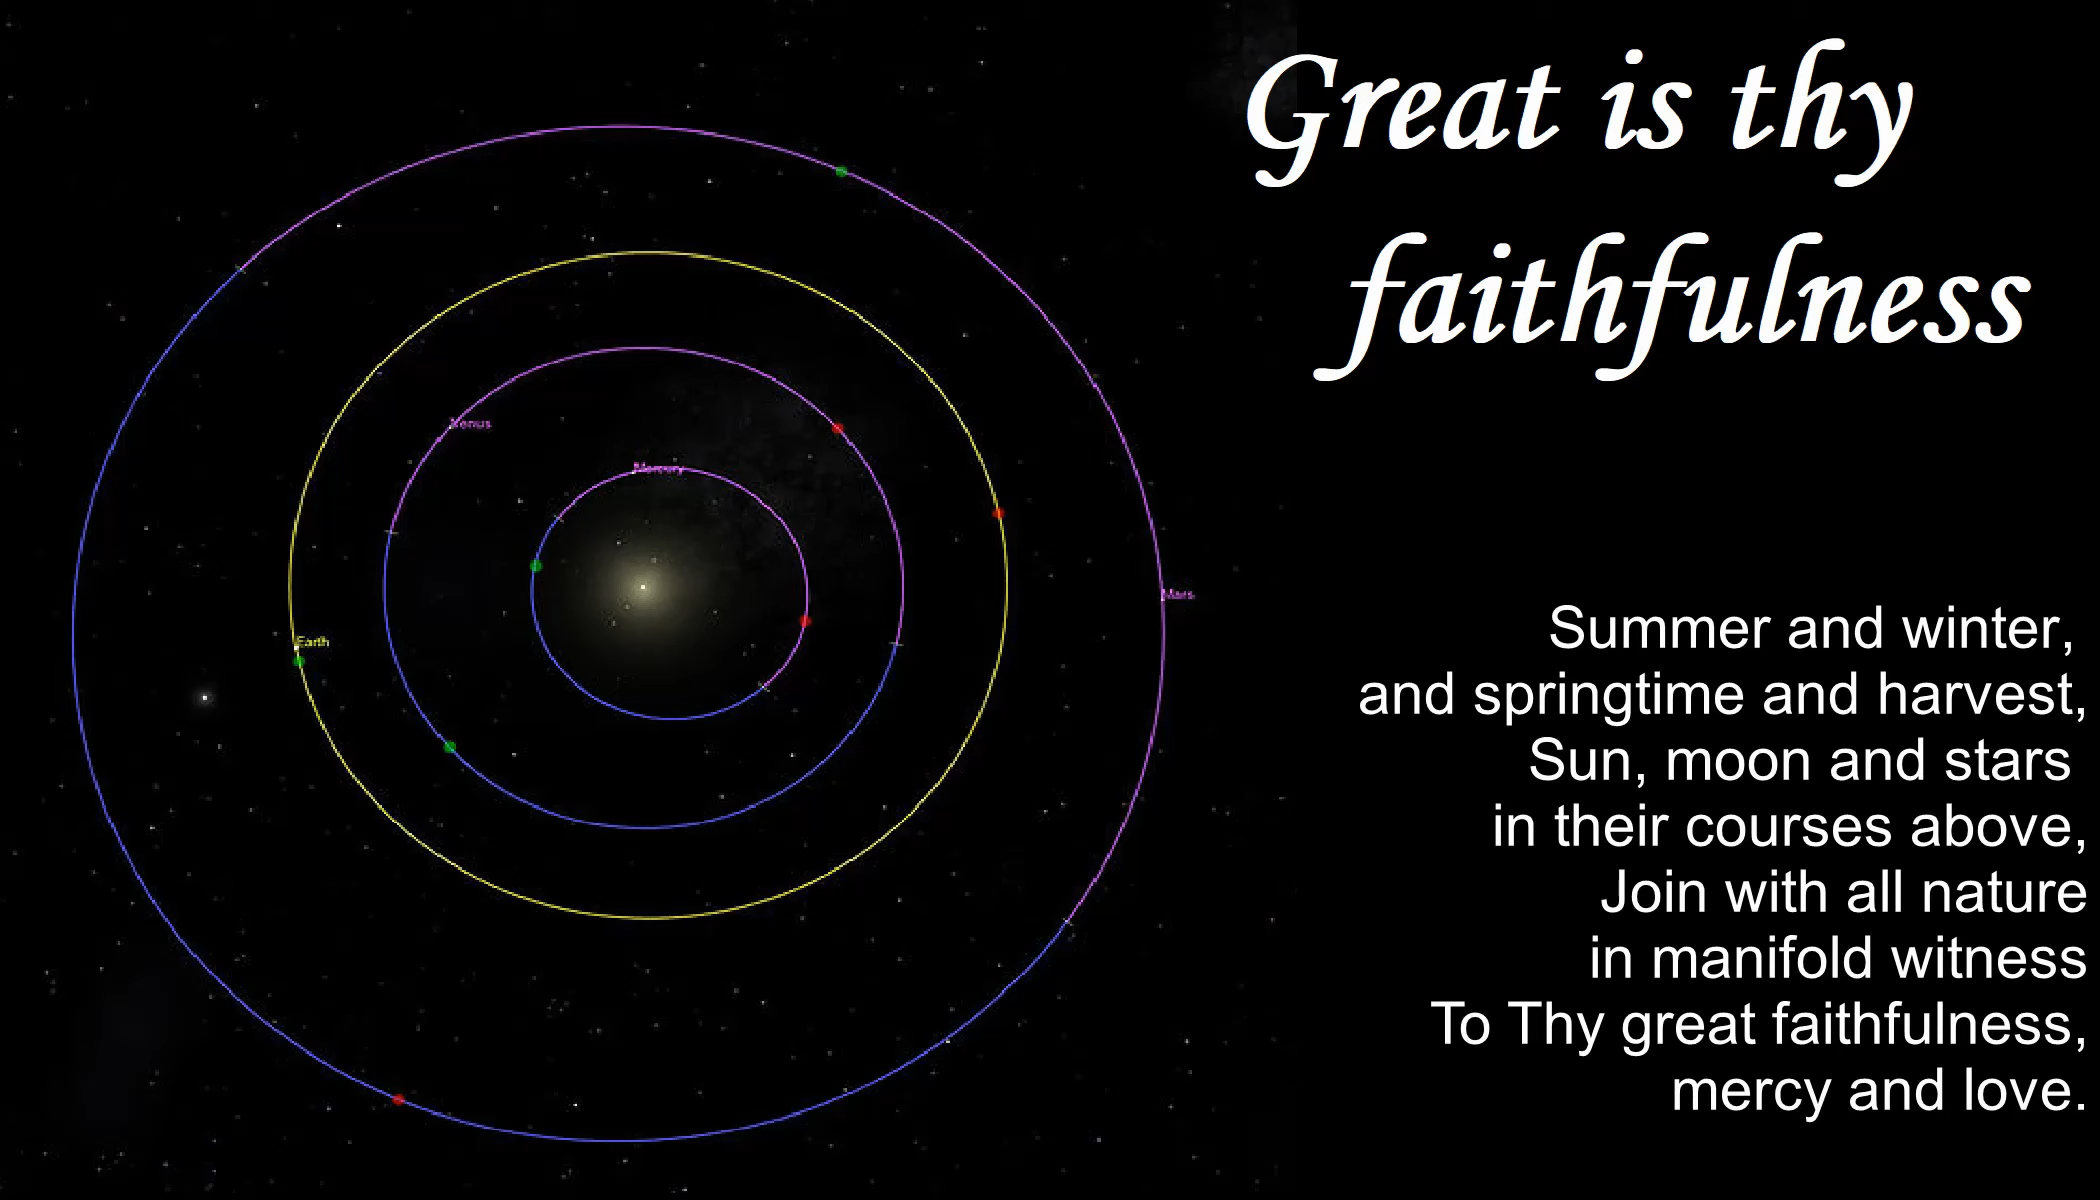 Great is thy
faithfulness
Venus
Mercury
Earth
Mars
Summer and winter,
and springtime and harvest,
Sun, moon and stars
in their courses above,
Join with all nature
in manifold witness
To Thy great faithfulness,
mercy and love.